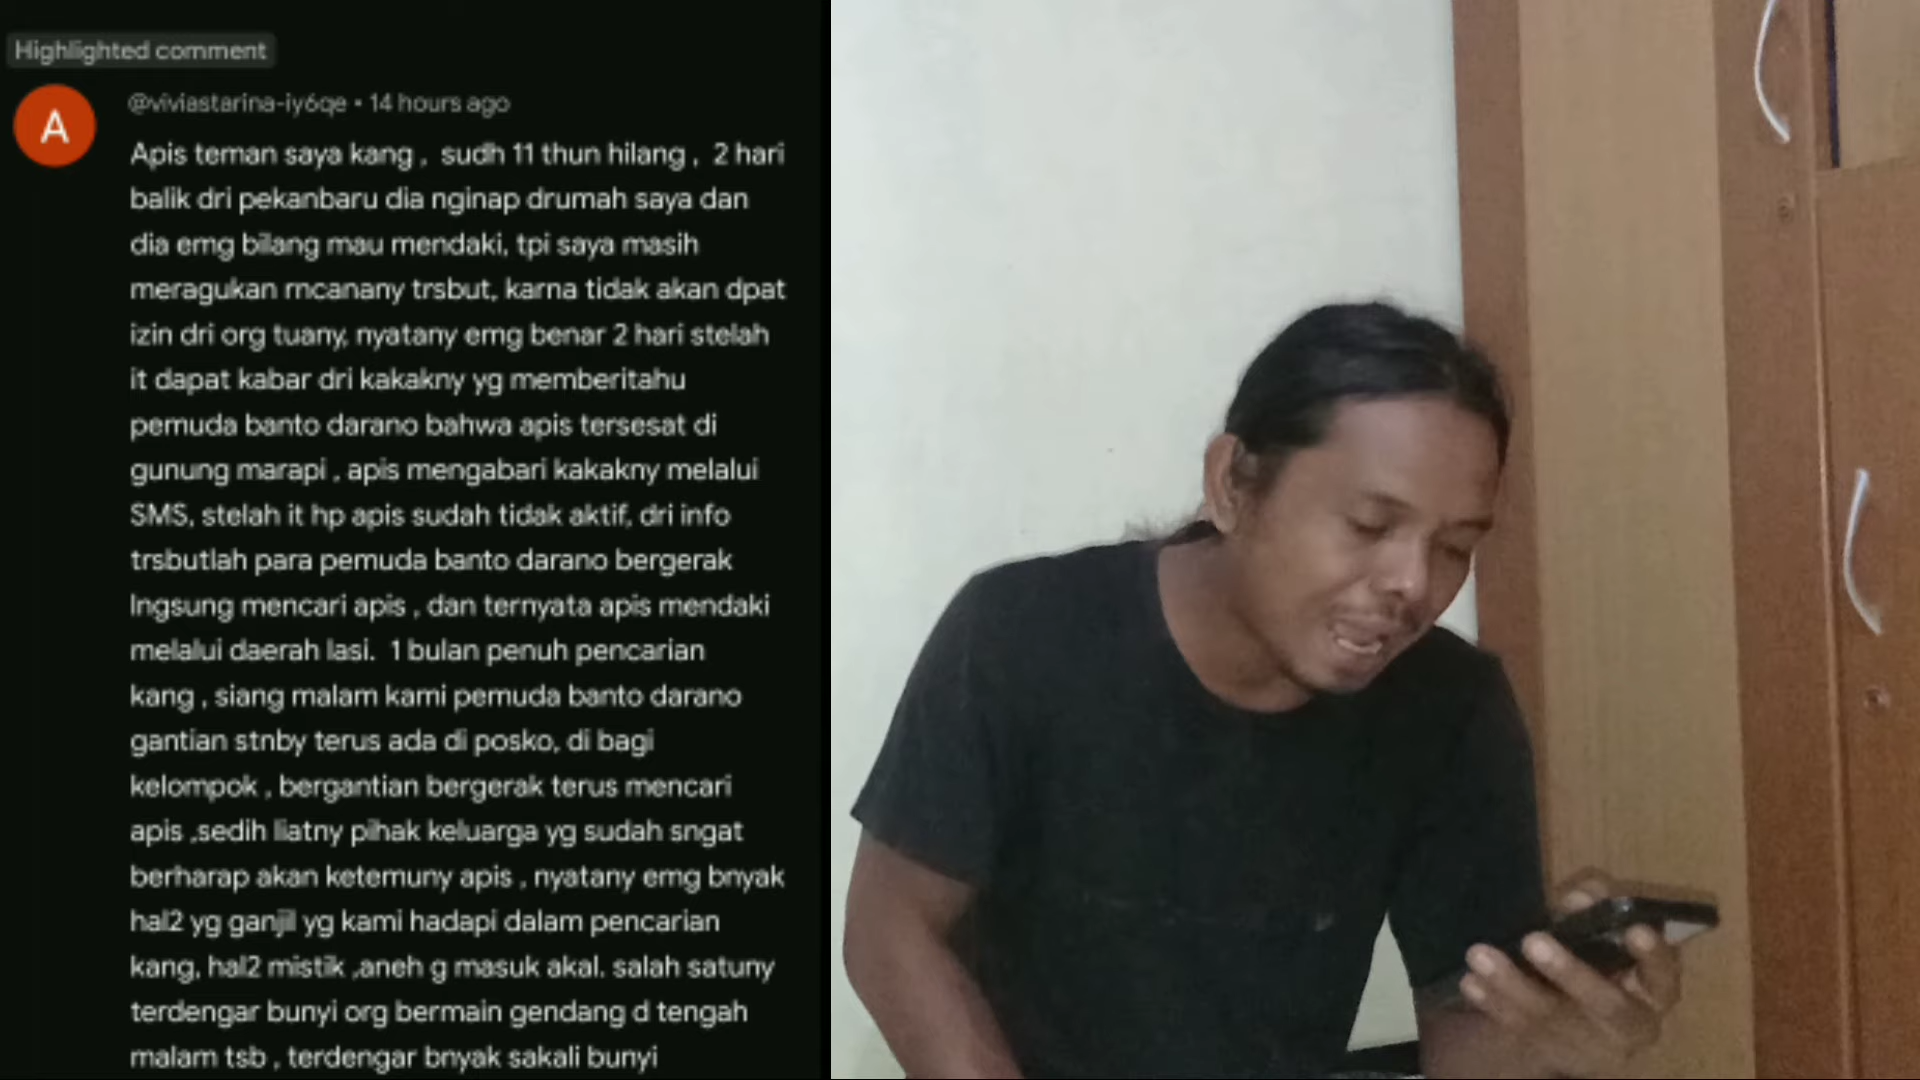 Highlighted comment
A
@viviastarina-iy6qe • 14 hours ago
Apis teman saya kang , sudh 11 thun hilang , 2 hari
balik dri pekanbaru dia nginap drumah saya dan
dia emg bilang mau mendaki, tpi saya masih
meragukan rncanany trsbut, karna tidak akan dpat
izin dri org tuany, nyatany emg benar 2 hari stelah
it dapat kabar dri kakakny yg memberitahu
pemuda banto darano bahwa apis tersesat di
gunung marapi , apis mengabari kakakny melalui
SMS, stelah it hp apis sudah tidak aktif, dri info
trsbutlah para pemuda banto darano bergerak
lngsung mencari apis , dan ternyata apis mendaki
melalui daerah lasi. 1 bulan penuh pencarian
kang , siang malam kami pemuda banto darano
gantian stnby terus ada di posko, di bagi
kelompok , bergantian bergerak terus mencari
apis ,sedih liatny pihak keluarga yg sudah sngat
berharap akan ketemuny apis , nyatany emg bnyak
hal2 yg ganjil yg kami hadapi dalam pencarian
kang, hal2 mistik ,aneh g masuk akal. salah satuny
terdengar bunyi org bermain gendang d tengah
malam tsb , terdengar bnyak sakali bunyi